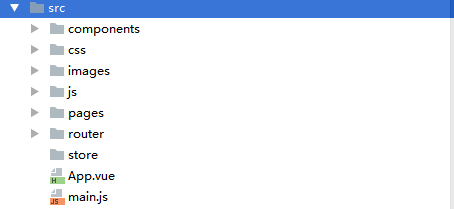 src
components
css
images
js
pages
router
store
App.vue
main.js